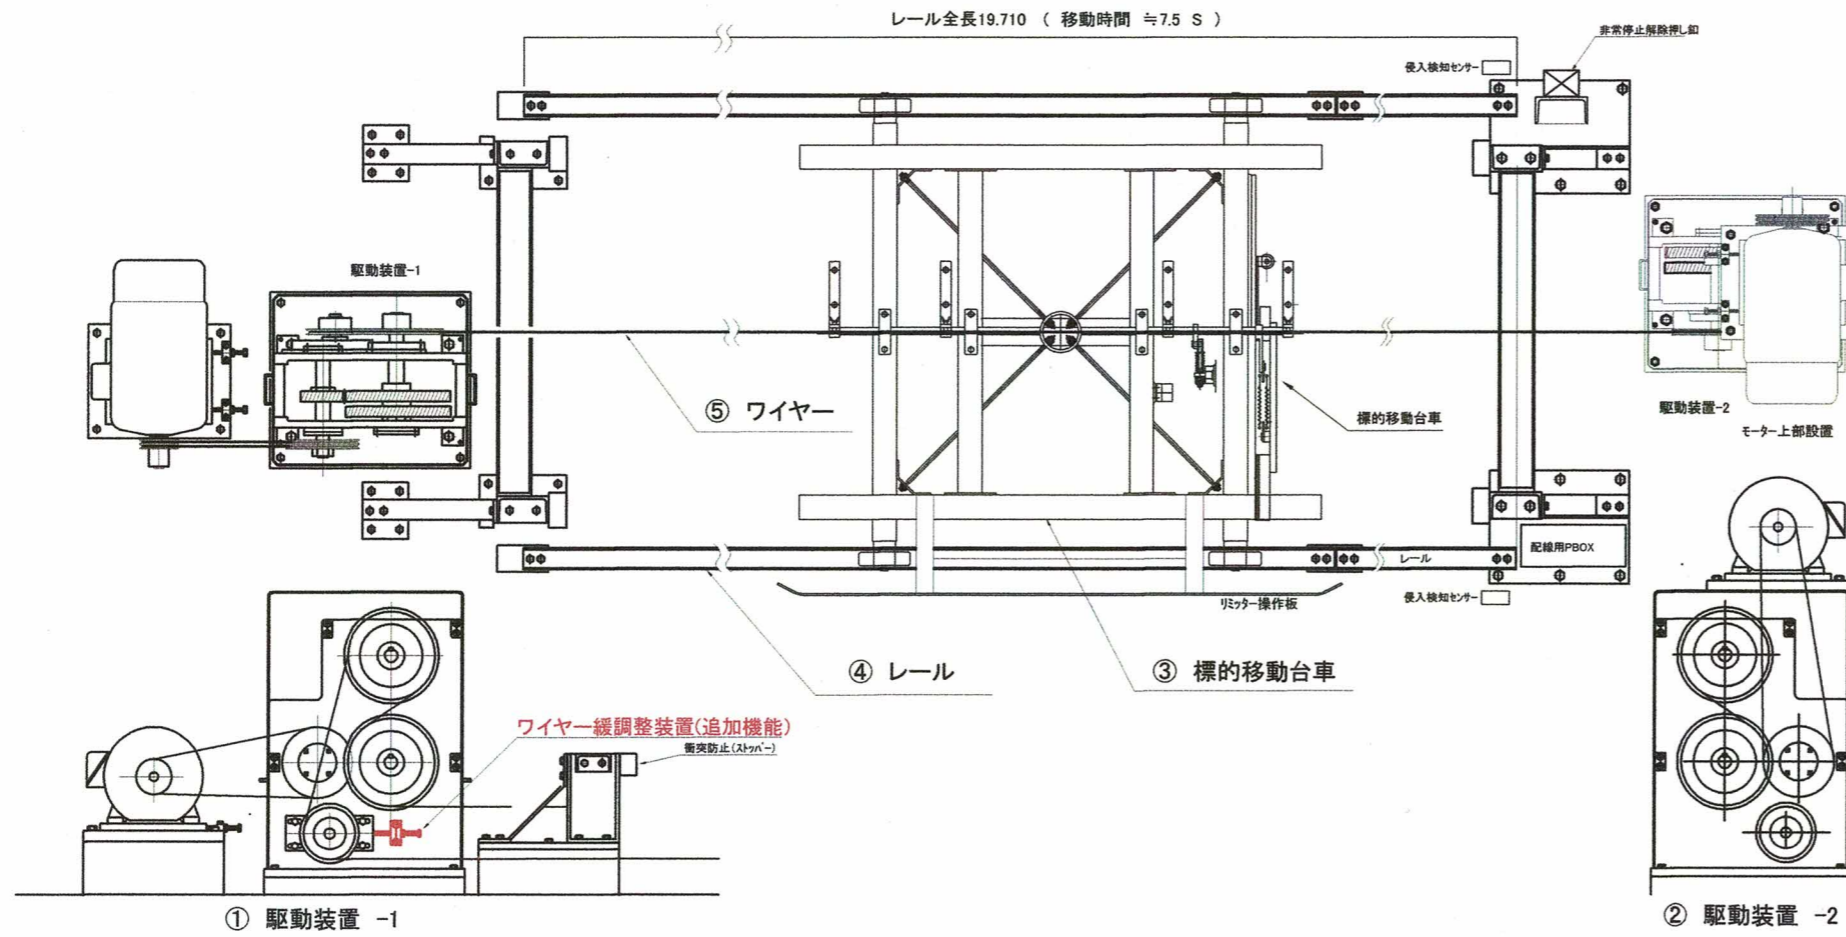 レール全長19.710 ( 移動時間 ≒7.5 S )
非常停止解除押し釦
侵入検知センサー
駆動装置-1
⑤ ワイヤー
標的移動台車
駆動装置-2
モーター上部設置
配線用PBOX
レール
リミッター操作板
侵入検知センサー
④ レール
③ 標的移動台車
ワイヤー緩調整装置(追加機能)
衝突防止(ストッパー)
① 駆動装置 -1
② 駆動装置 -2